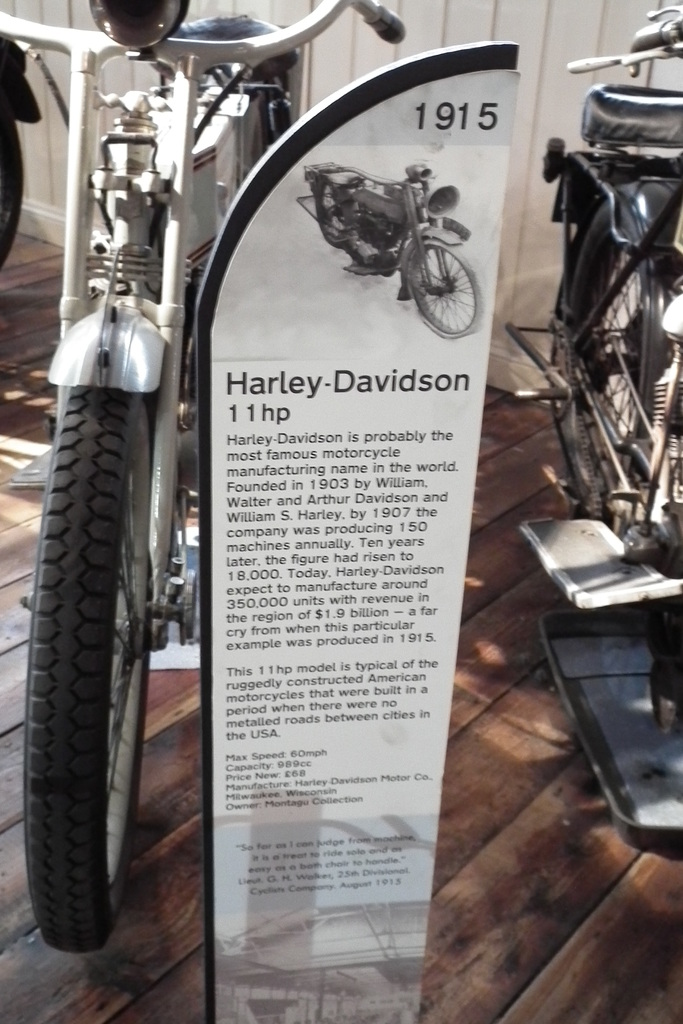 1915
Harley-Davidson
11hp
Harley-Davidson is probably the
most famous motorcycle
manufacturing name in the world.
Founded in 1903 by William,
Walter and Arthur Davidson and
William S. Harley, by 1907 the
company was producing 150
machines annually. Ten years
later, the figure had risen to
18,000. Today, Harley-Davidson
expect to manufacture around
350,000 units with revenue in
the region of $1.9 billion – a far
cry from when this particular
example was produced in 1915.
This 11hp model is typical of the
ruggedly constructed American
motorcycles that were built in a
period when there were no
metalled roads between cities in
the USA.
Max Speed: 60mph
Capacity: 989cc
Price New: £68
Manufacture: Harley-Davidson Motor Co.,
Milwaukee, Wisconsin
Owner: Montagu Collection
"So far as I can judge from machine,
it is a treat to ride solo and as
easy as a bath chair to handle."
Lieut. G. H. Walker, 25th Divisional
Cyclists Company, August 1915